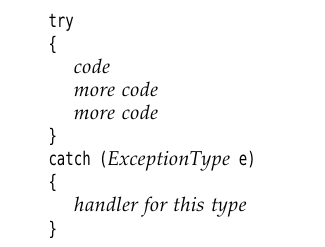 try
{
code
more code
more code
}
catch (ExceptionType e)
{
handler for this type
}